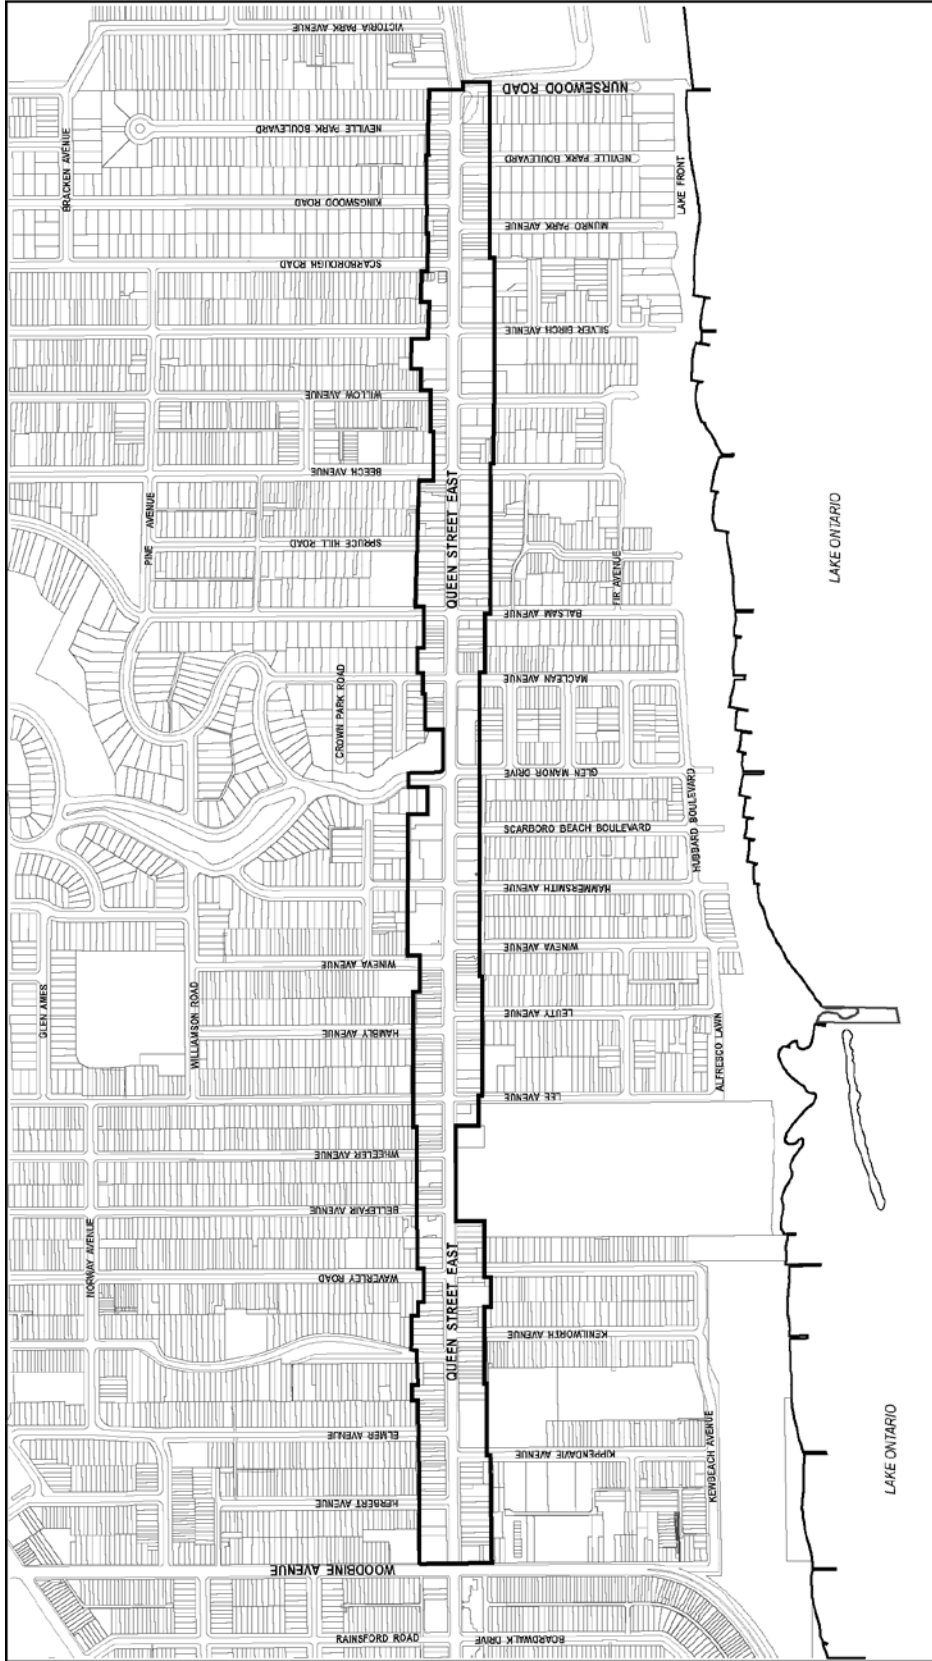 VICTORIA PARK AVENUE
NURSEWOOD ROAD
NEVILLE PARK BOULEVARD
NEVILLE PARK BOULEVARD
BRACKEN AVENUE
KINGSWOOD ROAD
LAKE FRONT
MUNRO PARK AVENUE
SCARBOROUGH ROAD
SILVER BIRCH AVENUE
WILLOW AVENUE
BEECH AVENUE
QUEEN STREET EAST
PINE AVENUE
SPRUCE HILL ROAD
LAKE ONTARIO
FIR AVENUE
BALSAM AVENUE
MACLEAN AVENUE
CROWN PARK ROAD
GLEN MANOR DRIVE
HUBBARD BOULEVARD
SCARBORO BEACH BOULEVARD
HAMMERSMITH AVENUE
WINEVA AVENUE
WINEVA AVENUE
GLEN AMES
WILLIAMSON ROAD
HAMBLY AVENUE
LEUTY AVENUE
ALFRESCO LAWN
LEE AVENUE
WHEELER AVENUE
BELLEFAIR AVENUE
NORWAY AVENUE
WAVERLEY ROAD
QUEEN STREET EAST
KENILWORTH AVENUE
ELMER AVENUE
KIPPENDAVIE AVENUE
KEWBEACH AVENUE
LAKE ONTARIO
HERBERT AVENUE
WOODBINE AVENUE
RAINSFORD ROAD
BOARDWALK DRIVE